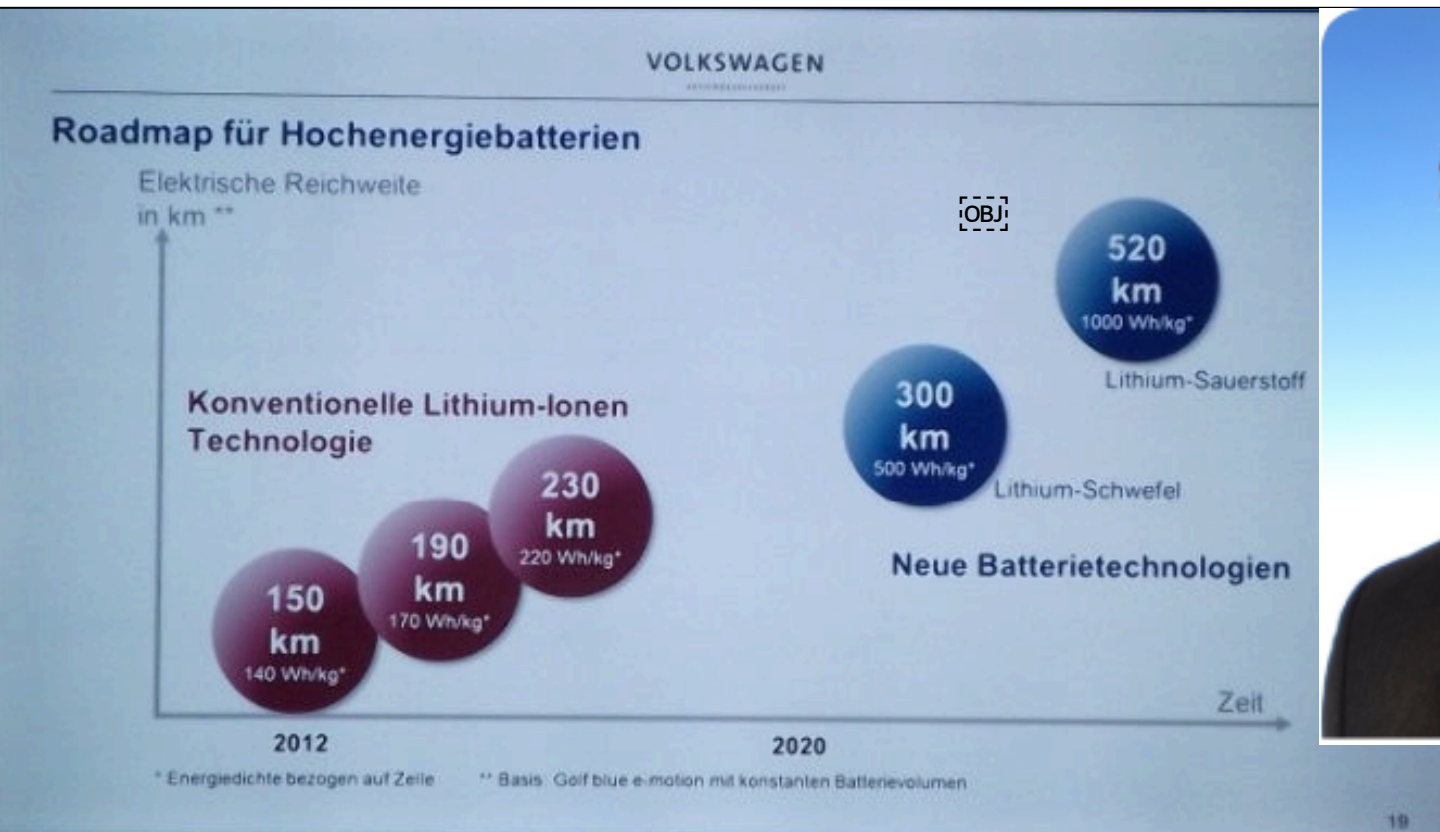 VOLKSWAGEN
Roadmap für Hochenergiebatterien
Elektrische Reichweite
in km **
OBJ
520
km
1000 Wh/kg*
Lithium-Sauerstoff
300
km
500 Wh/kg*
Lithium-Schwefel
Neue Batterietechnologien
Konventionelle Lithium-Ionen
Technologie
230
km
220 Wh/kg*
190
km
170 Wh/kg*
150
km
140 Wh/kg*
Zeit
2012
2020
* Energiedichte bezogen auf Zelle
** Basis: Golf blue e-motion mit konstanten Batterievolumen
19